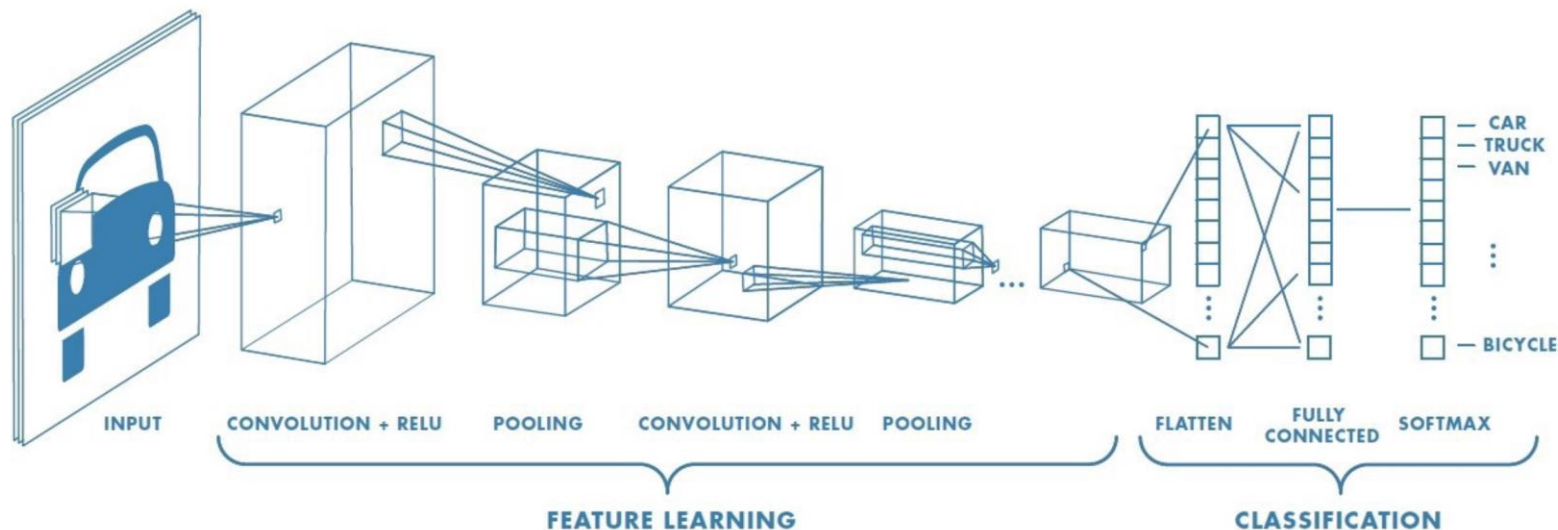 CAR
TRUCK
VAN
BICYCLE
INPUT
CONVOLUTION + RELU
POOLING
CONVOLUTION + RELU
POOLING
FLATTEN
FULLY
CONNECTED
SOFTMAX
FEATURE LEARNING
CLASSIFICATION